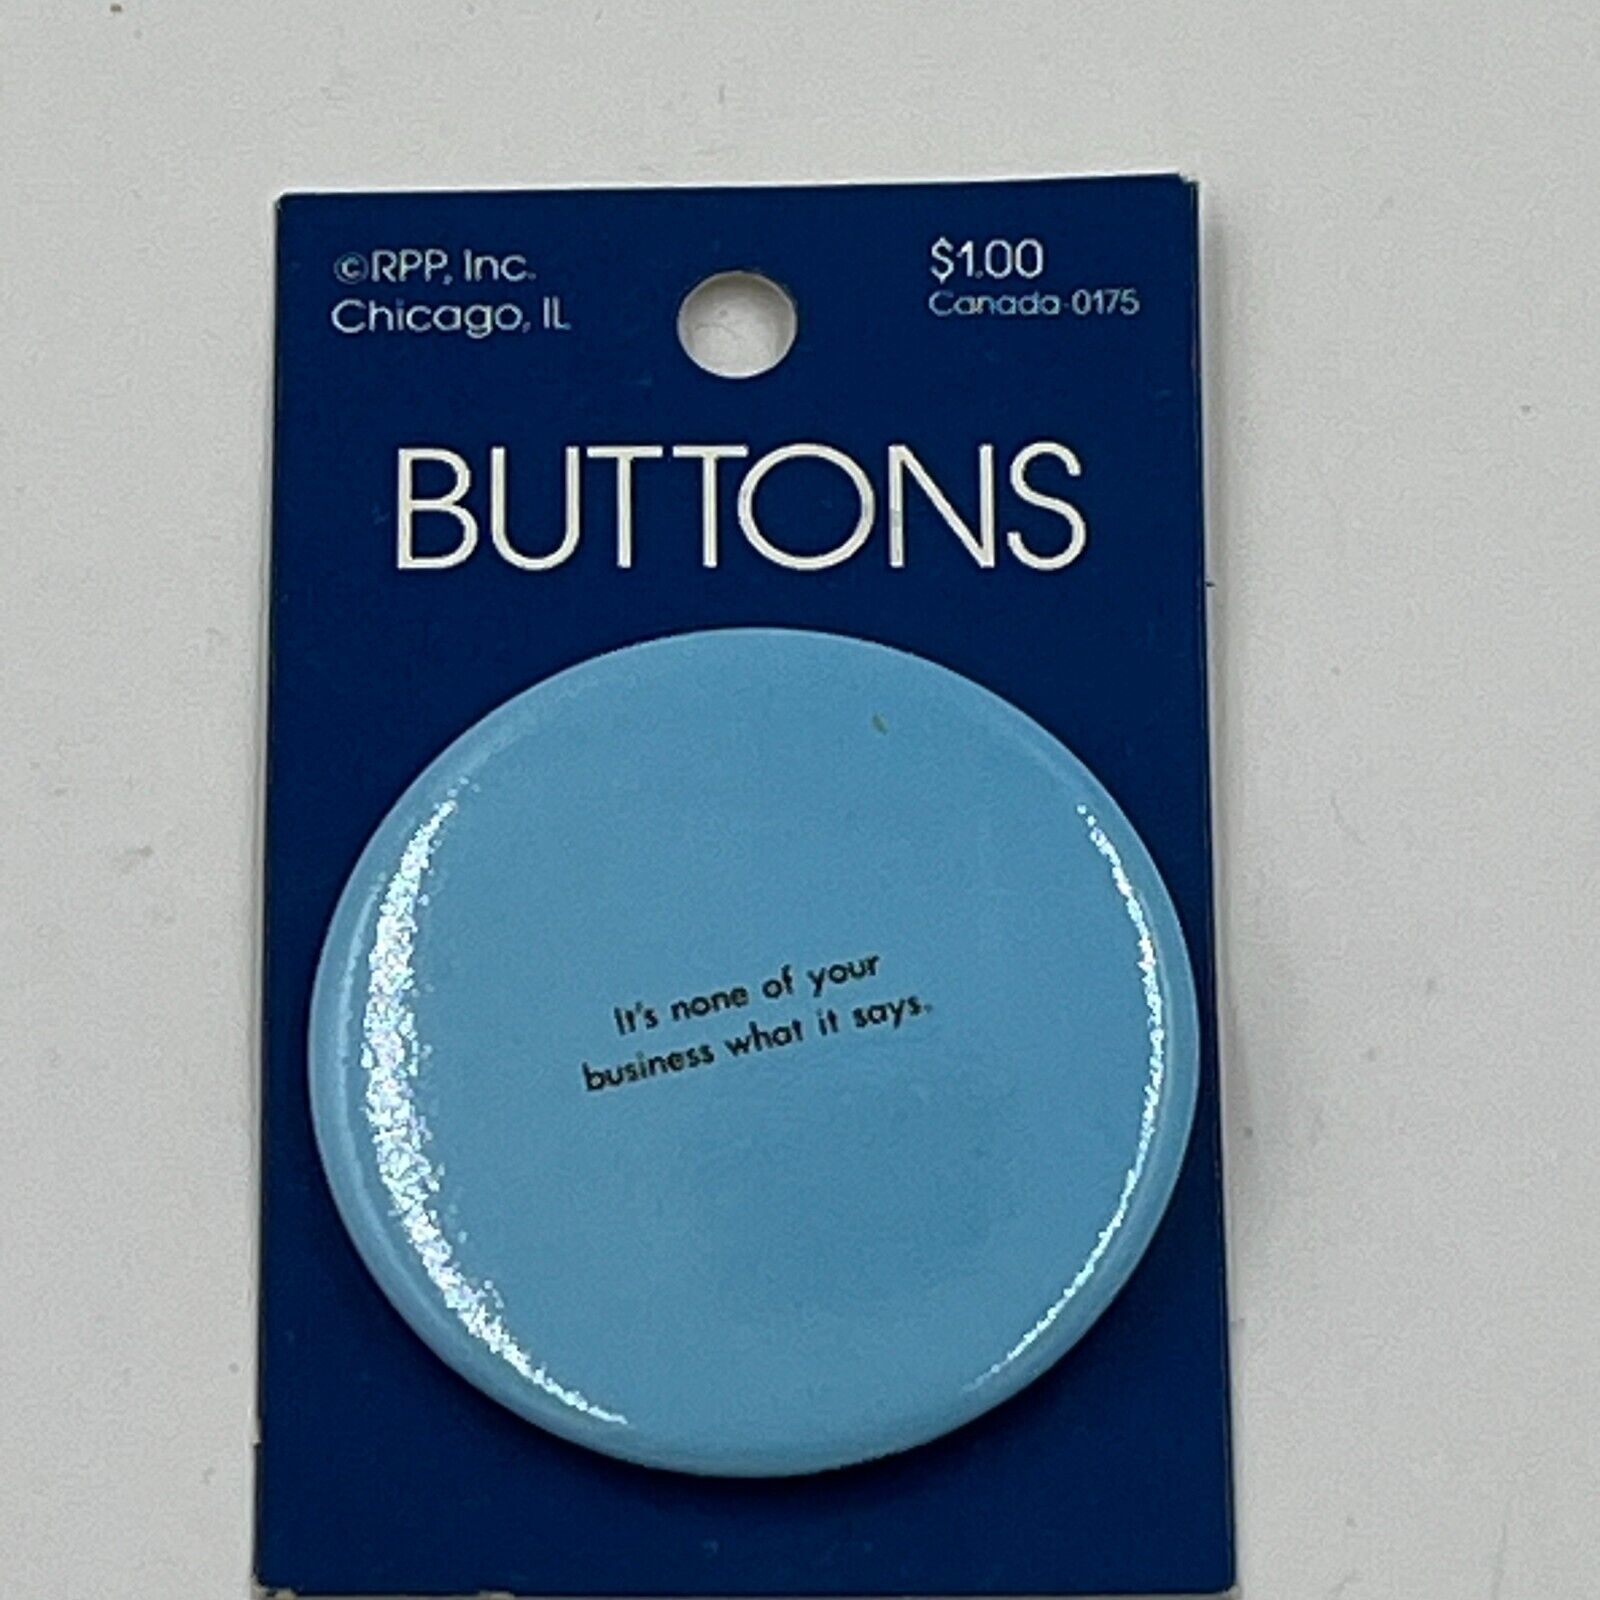 ©RPP, Inc.
Chicago, IL
$1.00
Canada-0175
BUTTONS
It's none of your
business what it says.